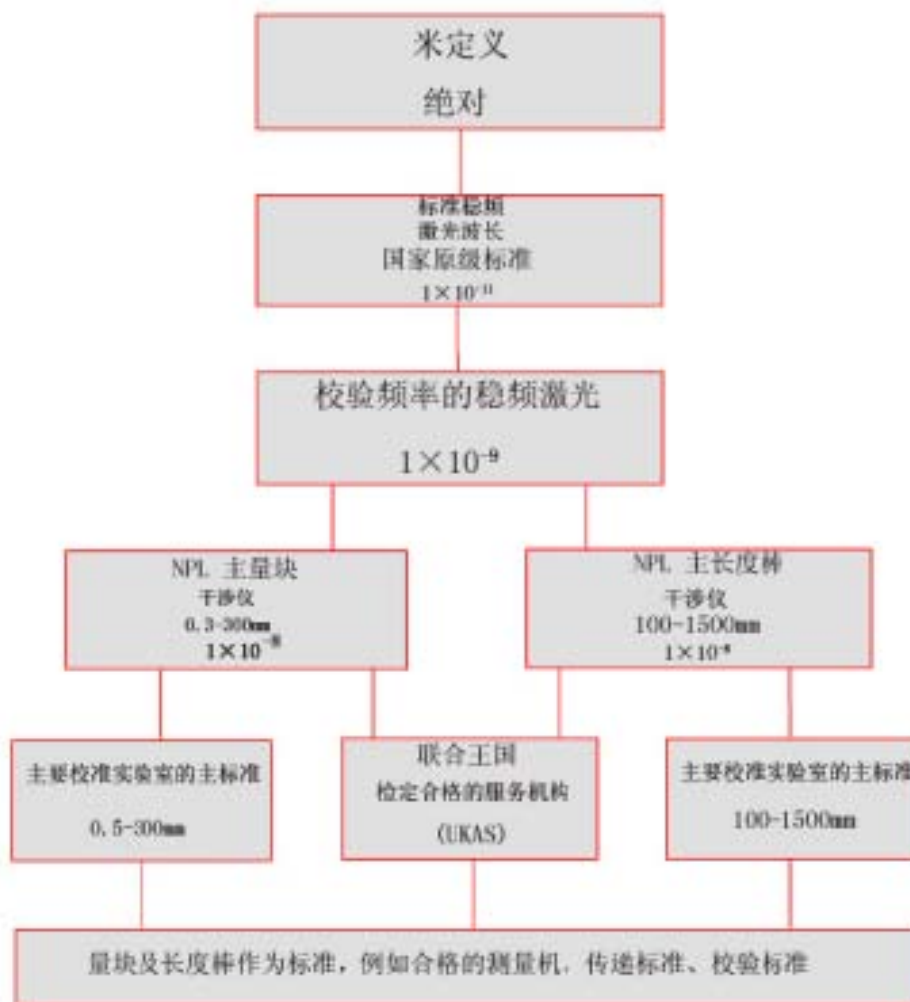 米定义
绝对
标准稳频
激光波长
国家原级标准
1×10⁻¹¹
校验频率的稳频激光
1×10⁻⁹
NPL 主量块
干涉仪
0.3-300mm
1×10⁻⁸
NPL 主长度棒
干涉仪
100-1500mm
1×10⁻⁸
主要校准实验室的主标准
0.5-300mm
联合王国
检定合格的服务机构
(UKAS)
主要校准实验室的主标准
100-1500mm
量块及长度棒作为标准，例如合格的测量机．传递标准、校验标准